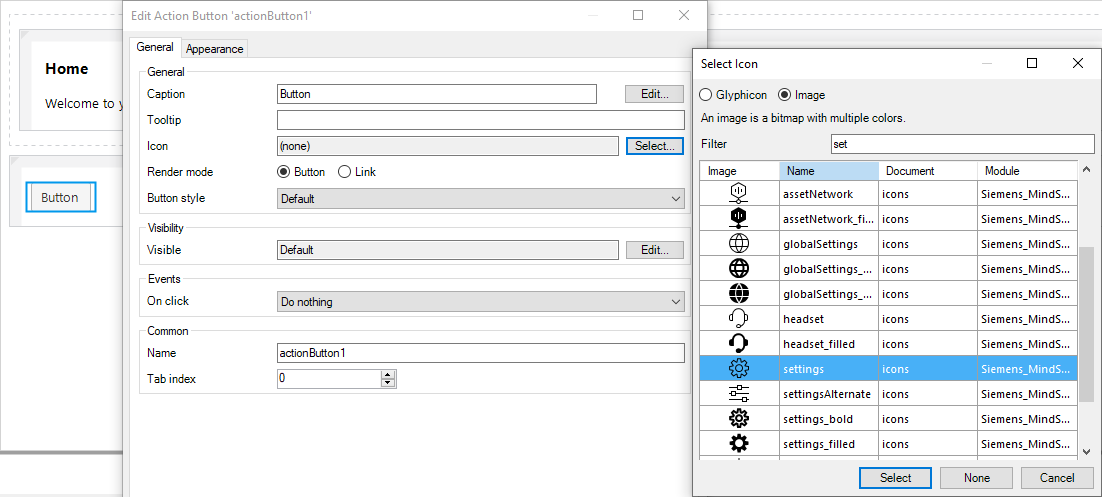 Home
Welcome to y
Button
Edit Action Button 'actionButton1'
General Appearance
General
Caption Button Edit...
Tooltip
Icon (none) Select...
Render mode Button Link
Button style Default
Visibility
Visible Default Edit...
Events
On click Do nothing
Common
Name actionButton1
Tab index 0
Select Icon
Glyphicon Image
An image is a bitmap with multiple colors.
Filter set
Image Name Document Module
assetNetwork icons Siemens_MindS...
assetNetwork_fi... icons Siemens_MindS...
globalSettings icons Siemens_MindS...
globalSettings_... icons Siemens_MindS...
globalSettings_... icons Siemens_MindS...
headset icons Siemens_MindS...
headset_filled icons Siemens_MindS...
settings icons Siemens_MindS...
settingsAlternate icons Siemens_MindS...
settings_bold icons Siemens_MindS...
settings_filled icons Siemens_MindS...
Select None Cancel